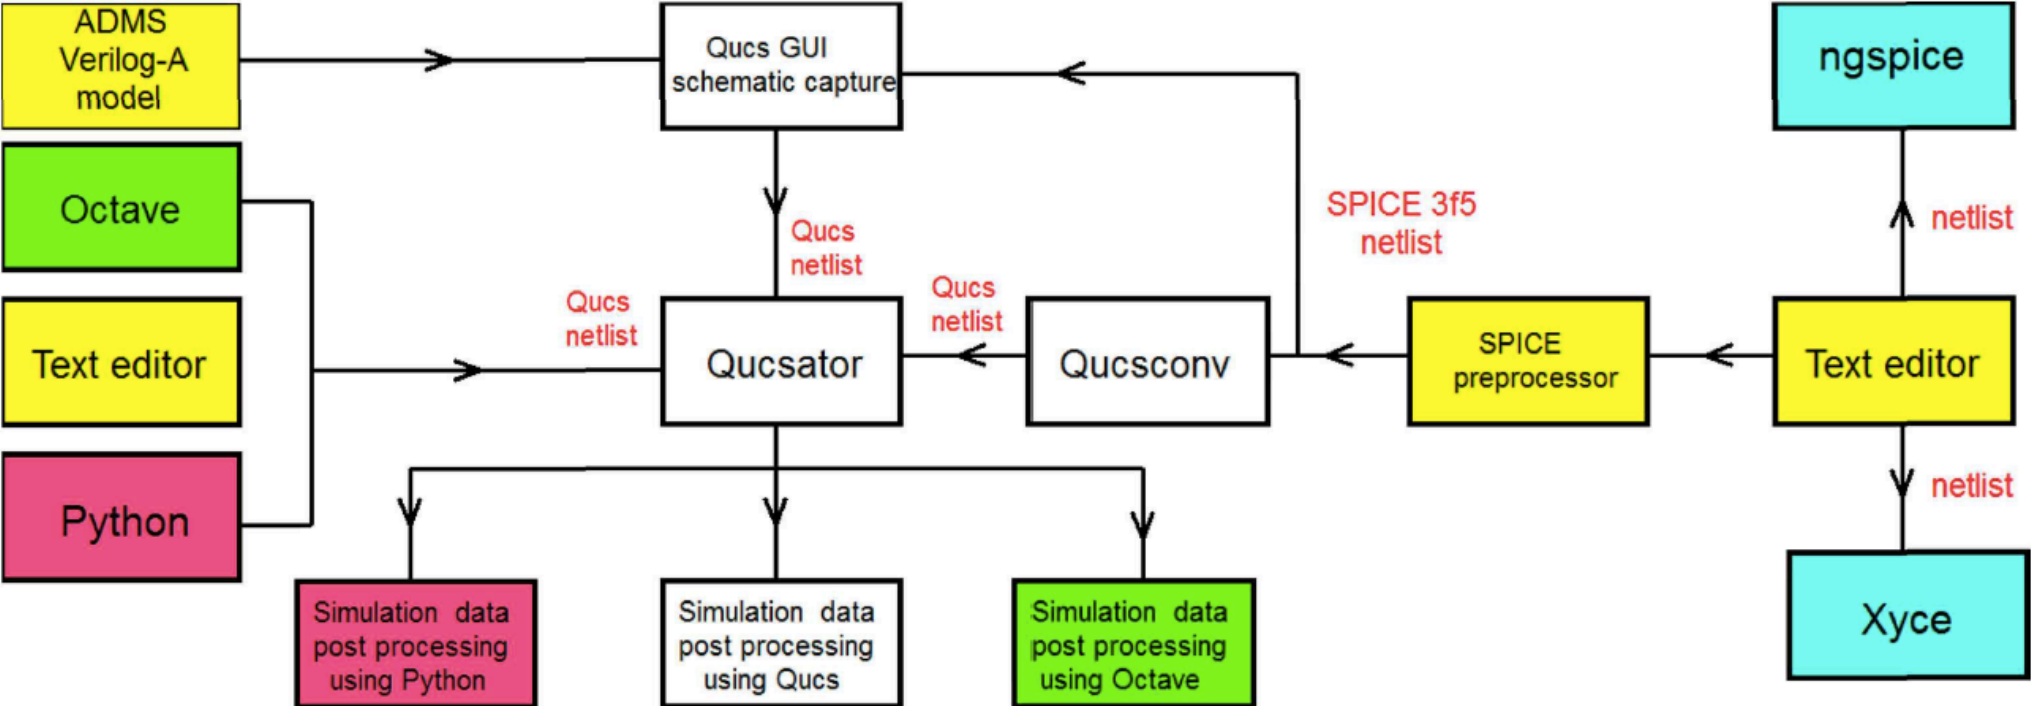 ADMS
Verilog-A
model
Qucs GUI
schematic capture
ngspice
Octave
SPICE 3f5
netlist
netlist
Qucs
netlist
Qucs
netlist
Qucs
netlist
Text editor
Qucsator
Qucsconv
SPICE
preprocessor
Text editor
netlist
Python
Simulation data
post processing
using Python
Simulation data
post processing
using Qucs
Simulation data
post processing
using Octave
Xyce